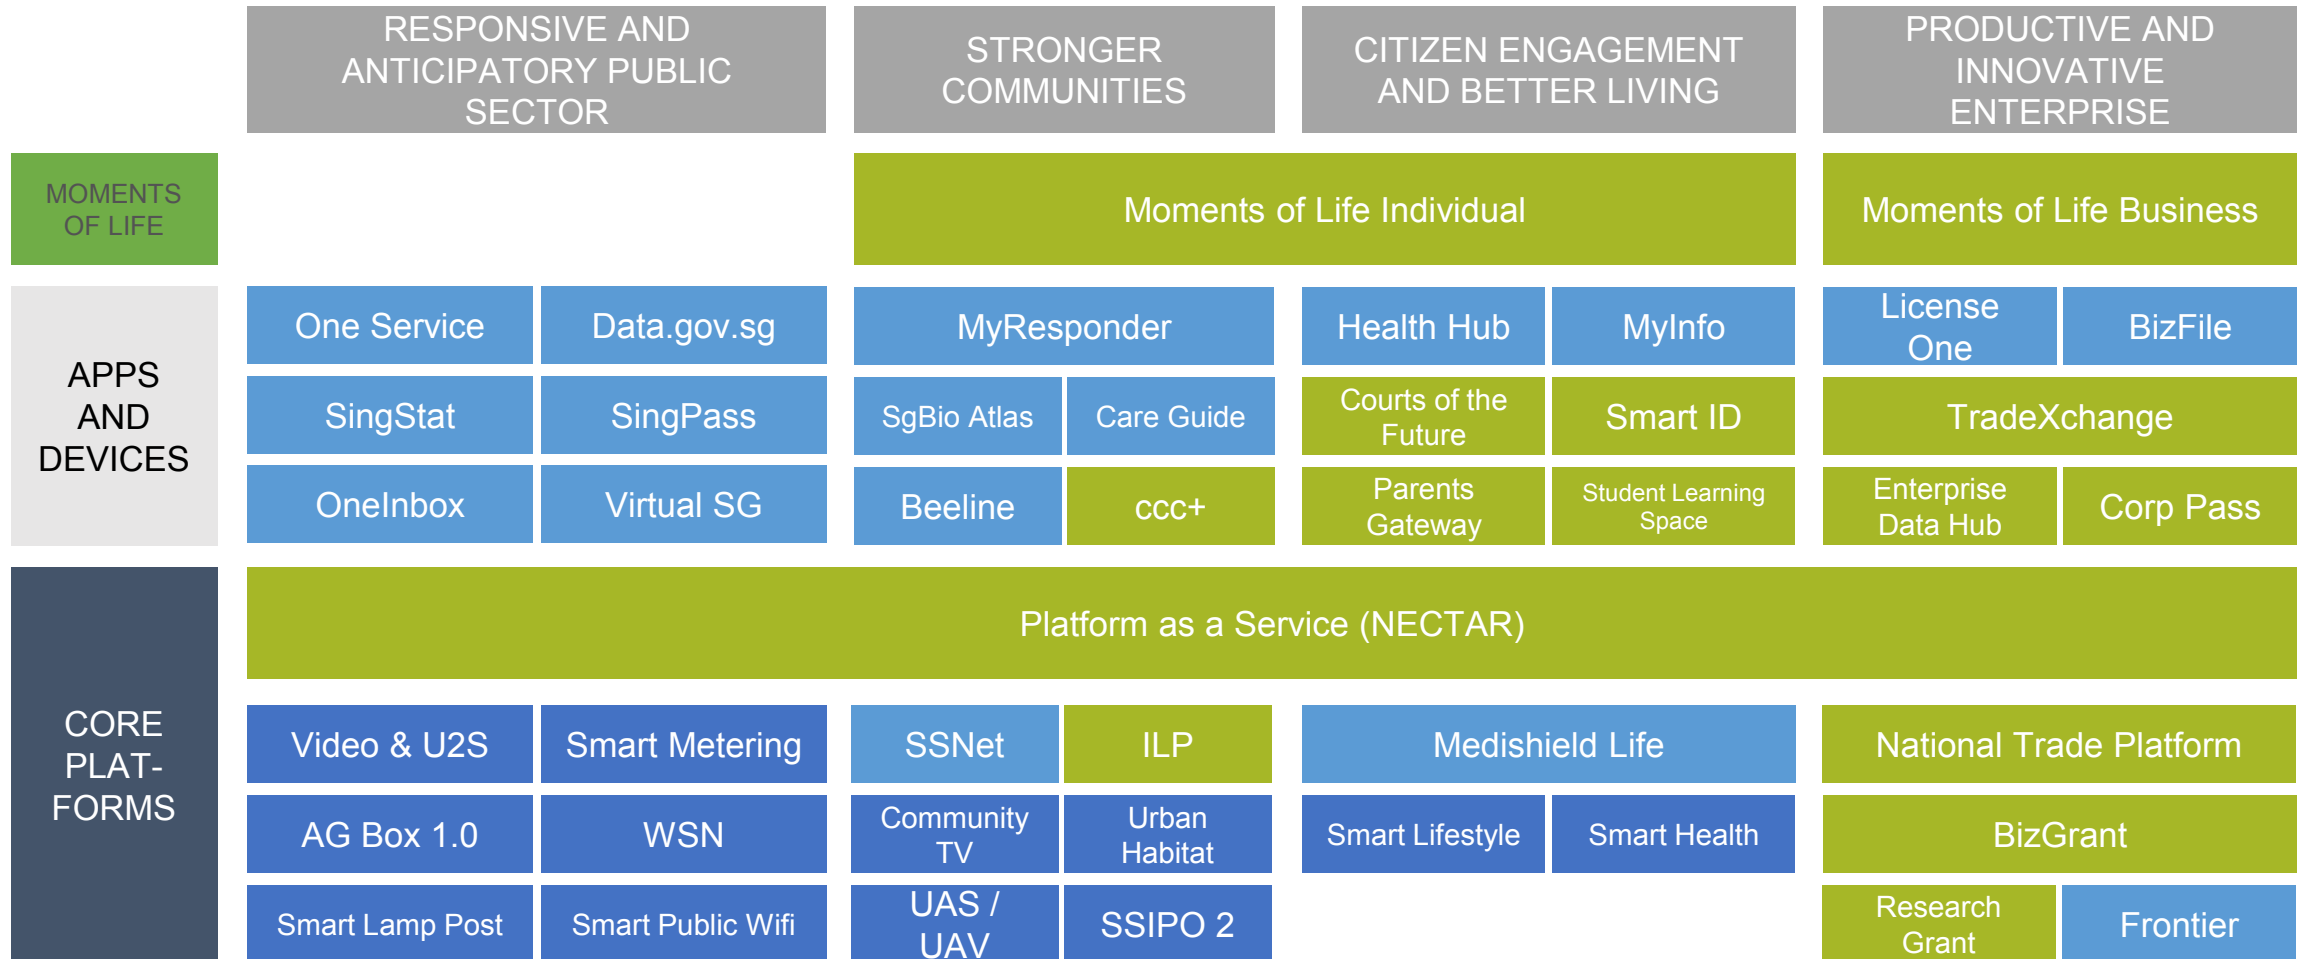 RESPONSIVE AND
ANTICIPATORY PUBLIC
SECTOR
STRONGER
COMMUNITIES
CITIZEN ENGAGEMENT
AND BETTER LIVING
PRODUCTIVE AND
INNOVATIVE
ENTERPRISE
MOMENTS
OF LIFE
Moments of Life Individual
Moments of Life Business
APPS
AND
DEVICES
One Service
Data.gov.sg
MyResponder
Health Hub
MyInfo
License
One
BizFile
SingStat
SingPass
SgBio Atlas
Care Guide
Courts of the
Future
Smart ID
TradeXchange
OneInbox
Virtual SG
Beeline
ccc+
Parents
Gateway
Student Learning
Space
Enterprise
Data Hub
Corp Pass
CORE
PLAT-
FORMS
Platform as a Service (NECTAR)
Video & U2S
Smart Metering
SSNet
ILP
Medishield Life
National Trade Platform
AG Box 1.0
WSN
Community
TV
Urban
Habitat
Smart Lifestyle
Smart Health
BizGrant
Smart Lamp Post
Smart Public Wifi
UAS /
UAV
SSIPO 2
Research
Grant
Frontier